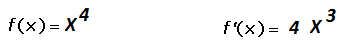 f(x) = X⁴ f'(x) = 4 X³